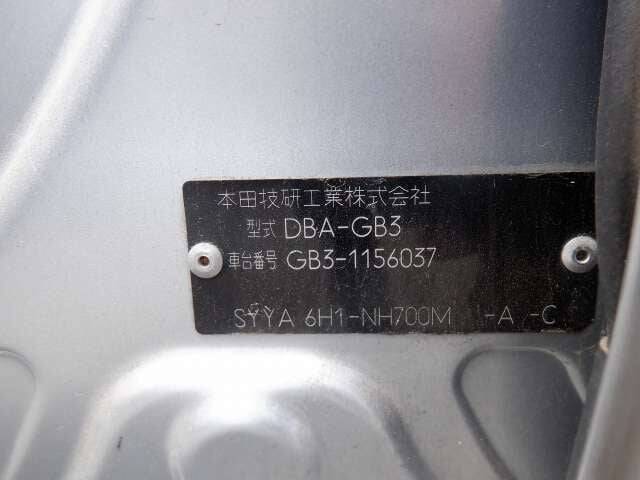 本田技研工業株式会社
型式 DBA-GB3
車台番号 GB3-1156037
SYYA 6H1-NH700M -A -C